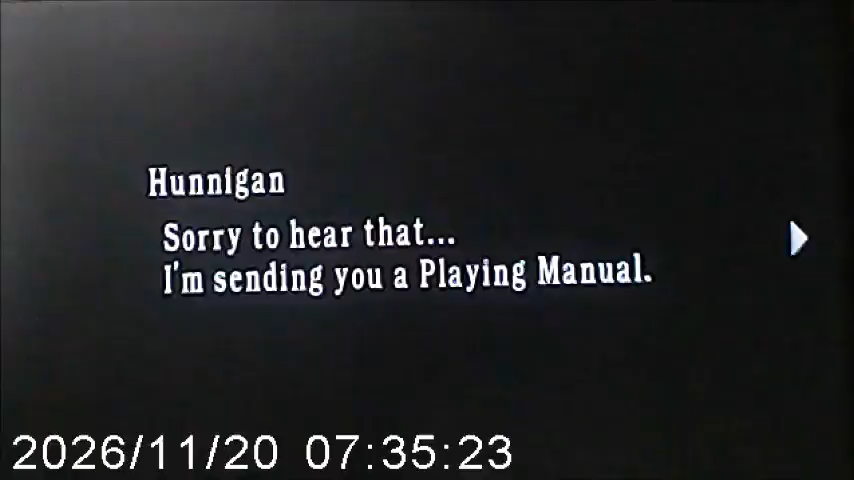 Hunnigan
Sorry to hear that...
I'm sending you a Playing Manual.
2026/11/20 07:35:23